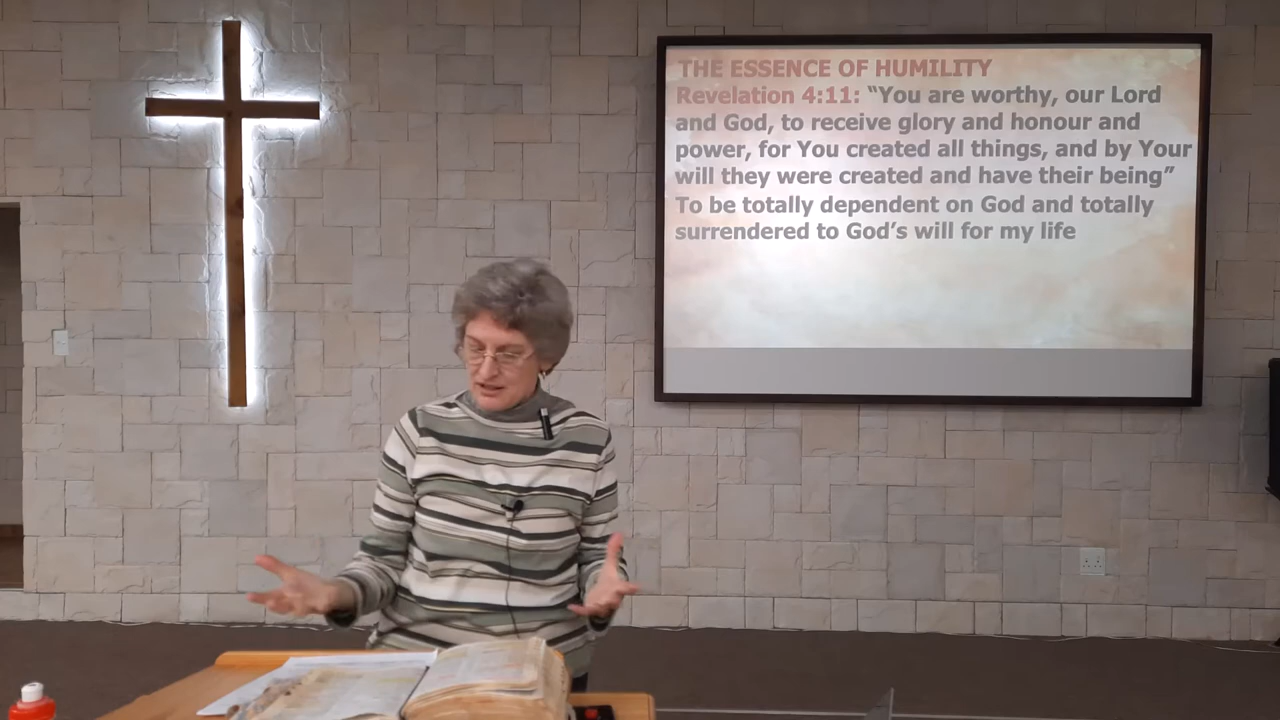 THE ESSENCE OF HUMILITY
Revelation 4:11: “You are worthy, our Lord
and God, to receive glory and honour and
power, for You created all things, and by Your
will they were created and have their being”
To be totally dependent on God and totally
surrendered to God’s will for my life